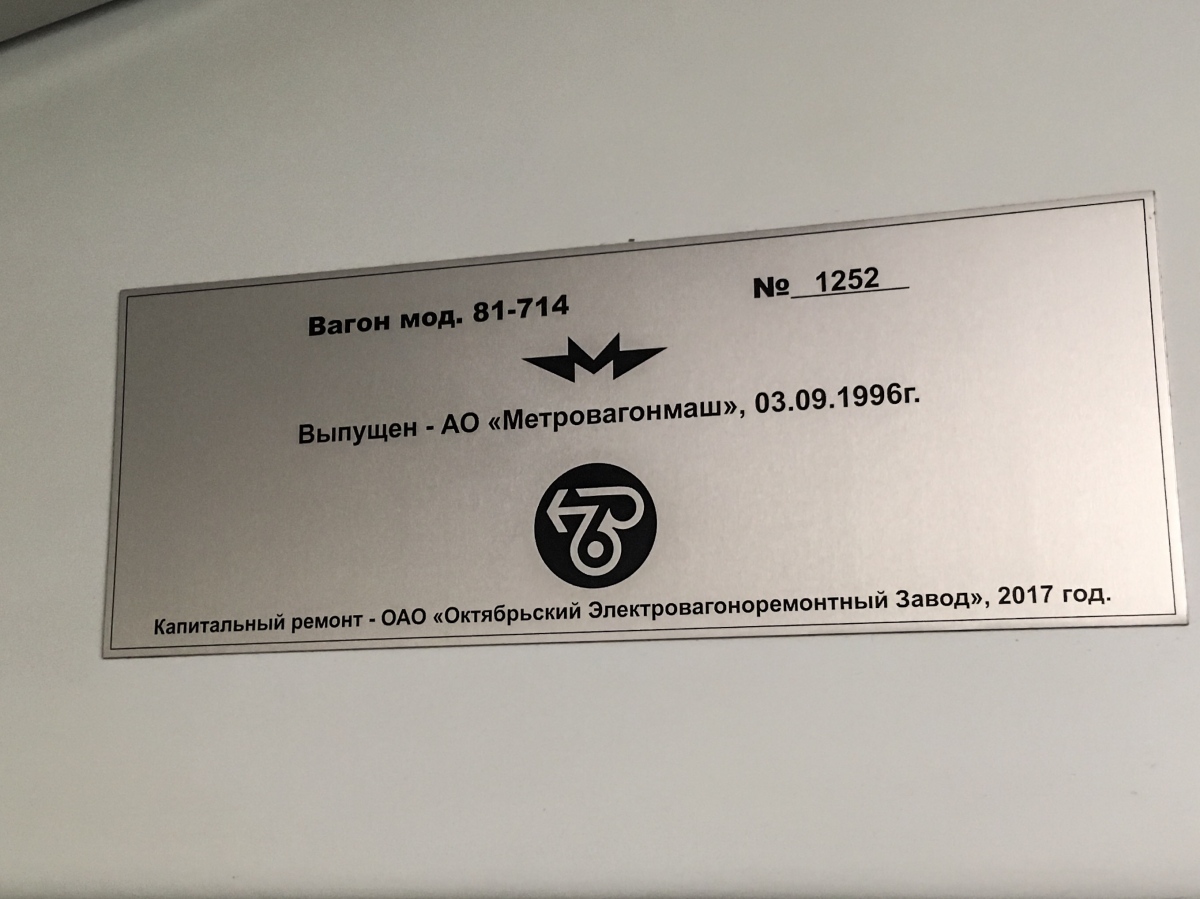 Вагон мод. 81-714 № 1252
Выпущен - АО «Метровагонмаш», 03.09.1996г.
Капитальный ремонт - ОАО «Октябрьский Электровагоноремонтный Завод», 2017 год.